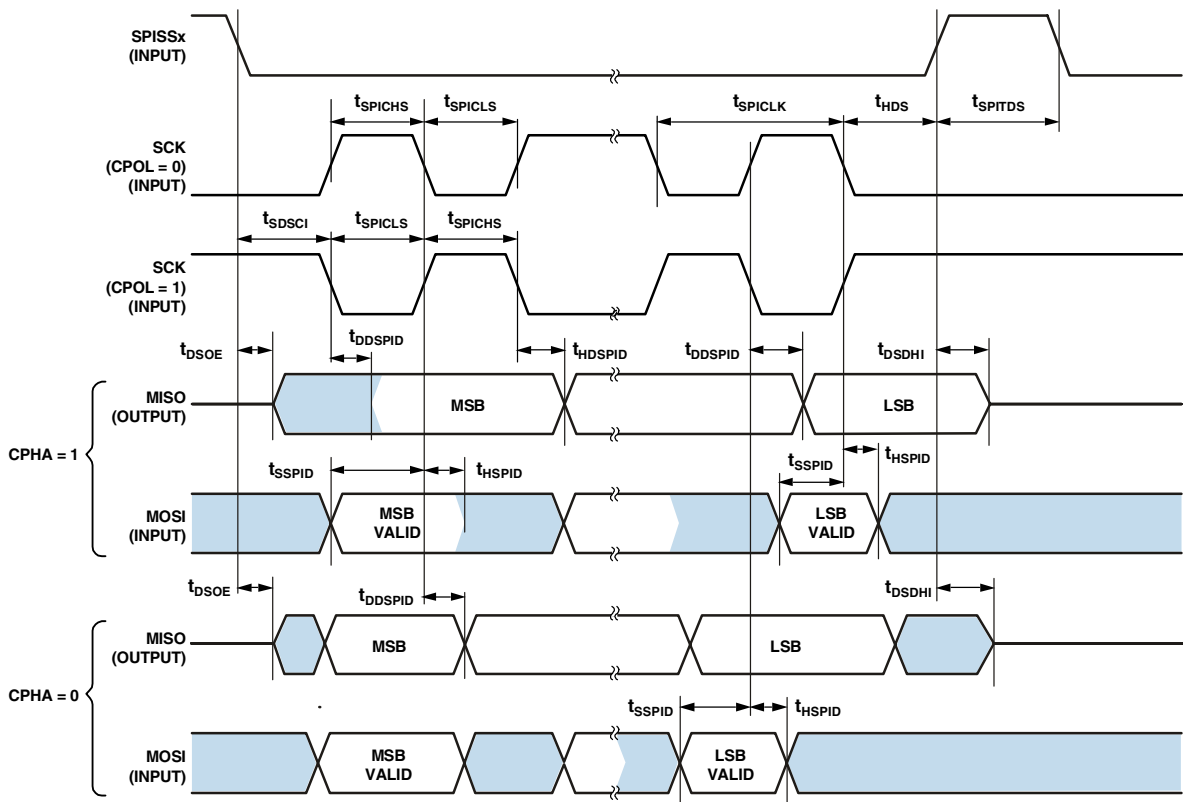 SPISSx
(INPUT)
tSPICHS tSPICLS tSPICLK tHDS tSPITDS
SCK
(CPOL = 0)
(INPUT)
tSDSCI tSPICLS tSPICHS
SCK
(CPOL = 1)
(INPUT)
tDSOE tDDSPID tHDSPID tDDSPID tDSDHI
MISO
(OUTPUT)
MSB LSB
CPHA = 1
tSSPID tHSPID tSSPID tHSPID
MOSI
(INPUT)
MSB
VALID
LSB
VALID
tDSOE tDDSPID tDSDHI
MISO
(OUTPUT)
MSB LSB
CPHA = 0
tSSPID tHSPID
MOSI
(INPUT)
MSB
VALID
LSB
VALID